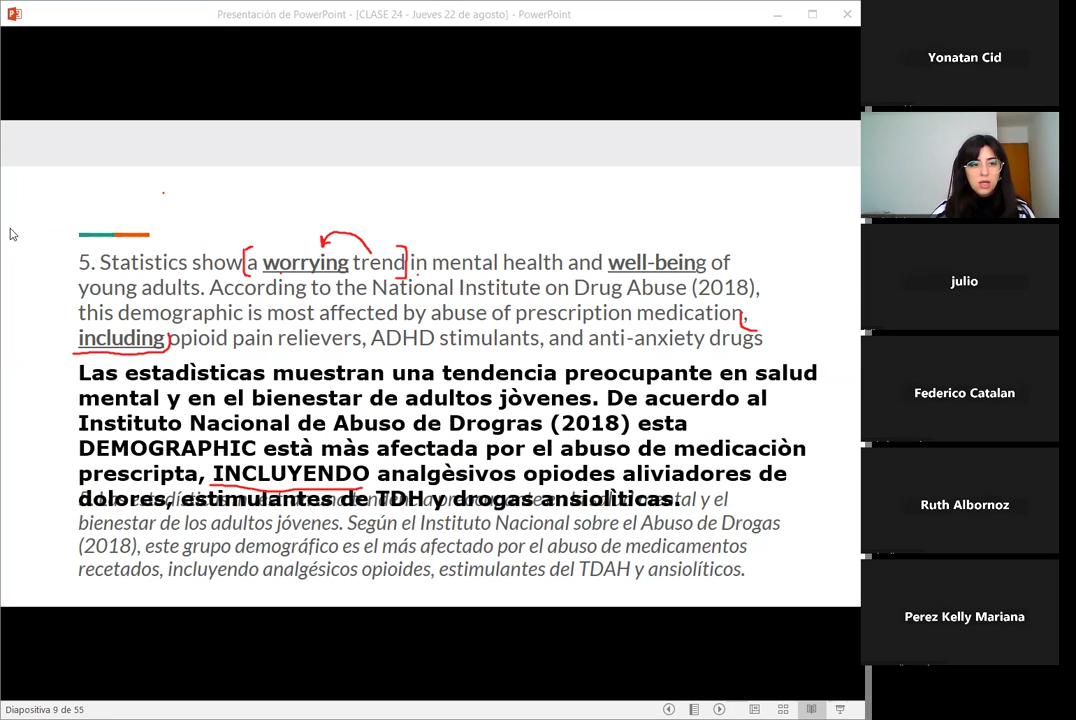 Presentación de PowerPoint - [CLASE 24 - Jueves 22 de agosto] - PowerPoint
5. Statistics show a worrying trend in mental health and well-being of
young adults. According to the National Institute on Drug Abuse (2018),
this demographic is most affected by abuse of prescription medication,
including opioid pain relievers, ADHD stimulants, and anti-anxiety drugs
Las estadìsticas muestran una tendencia preocupante en salud
mental y en el bienestar de adultos jòvenes. De acuerdo al
Instituto Nacional de Abuso de Drogras (2018) esta
DEMOGRAPHIC està màs afectada por el abuso de medicaciòn
prescripta, INCLUYENDO analgèsivos opiodes aliviadores de
ddlores, estimulantes de TDH y drogas ansiolìticas.
bienestar de los adultos jóvenes. Según el Instituto Nacional sobre el Abuso de Drogas
(2018), este grupo demográfico es el más afectado por el abuso de medicamentos
recetados, incluyendo analgésicos opioides, estimulantes del TDAH y ansiolíticos.
Diapositiva 9 de 55
Yonatan Cid
julio
Federico Catalan
Ruth Albornoz
Perez Kelly Mariana